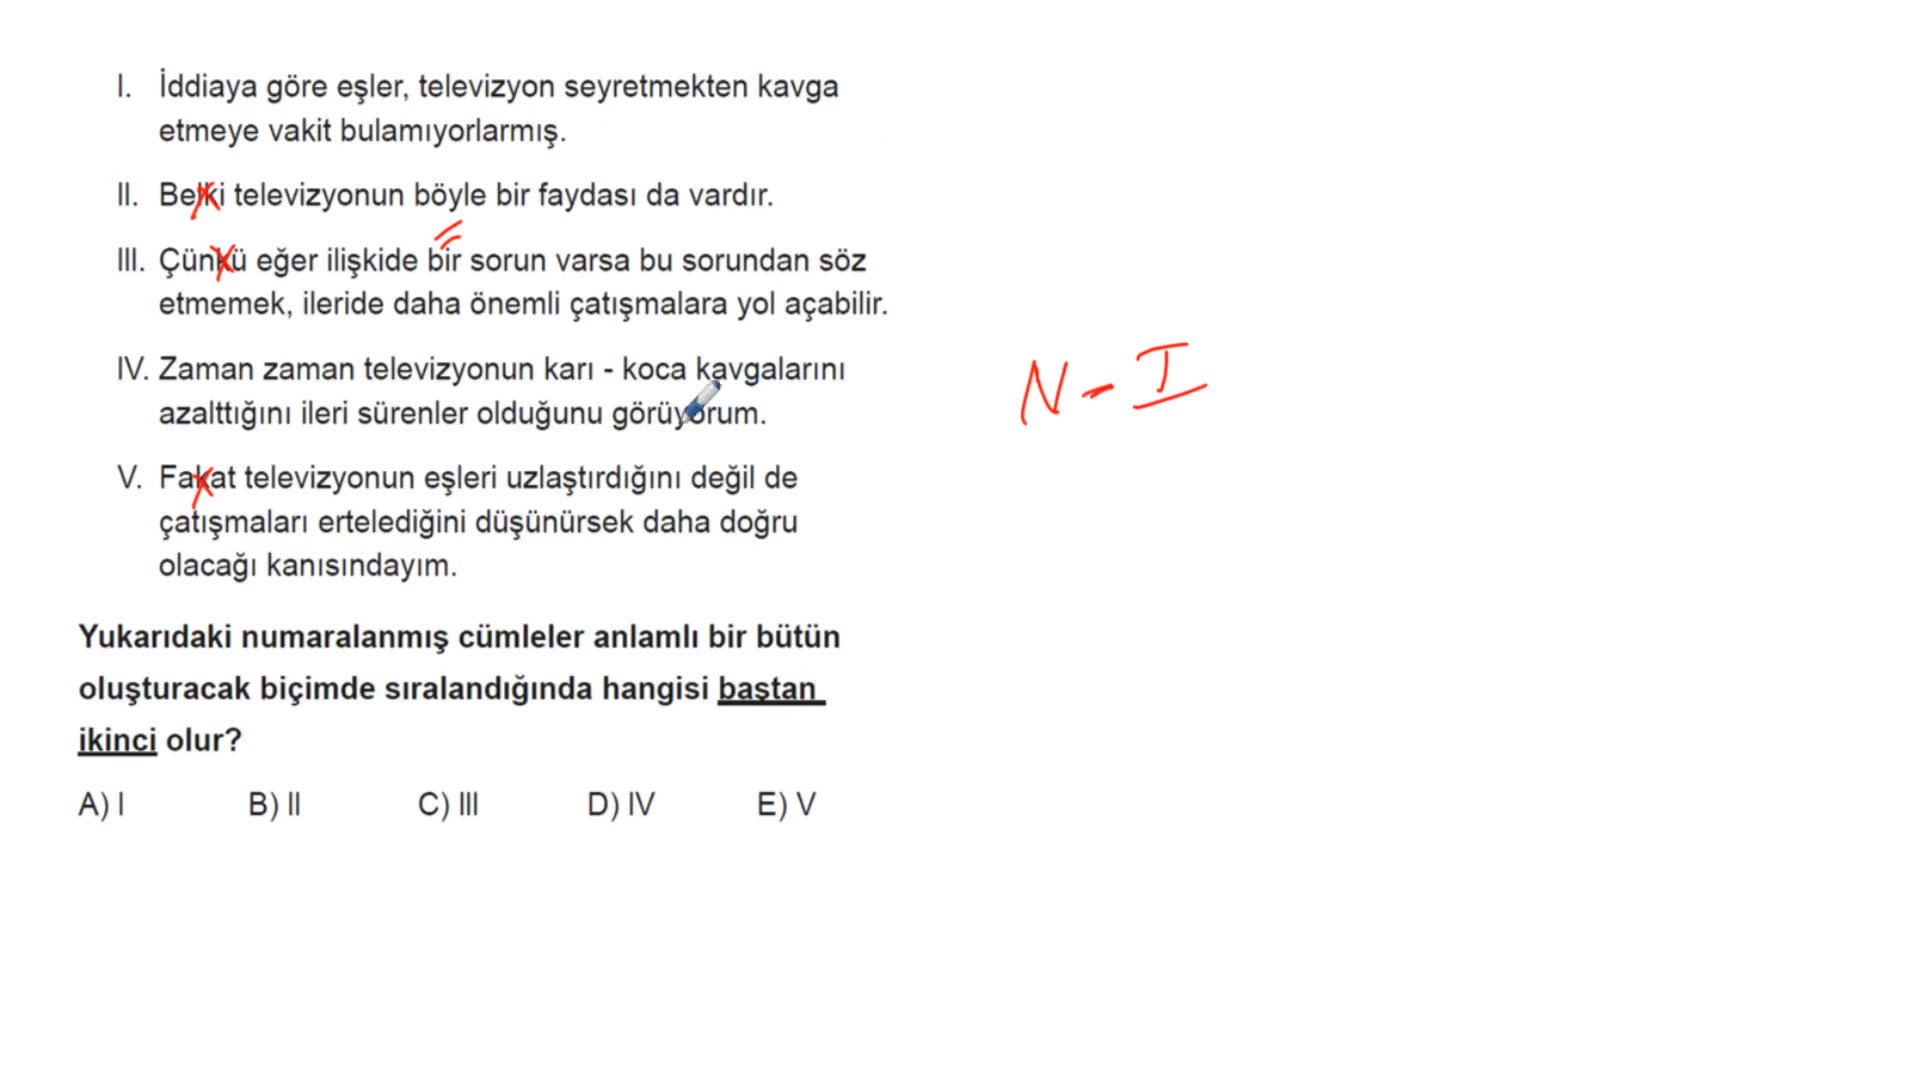 I. İddiaya göre eşler, televizyon seyretmekten kavga
etmeye vakit bulamıyorlarmış.
II. Belki televizyonun böyle bir faydası da vardır.
III. Çünkü eğer ilişkide bir sorun varsa bu sorundan söz
etmemek, ileride daha önemli çatışmalara yol açabilir.
IV. Zaman zaman televizyonun karı - koca kavgalarını
azalttığını ileri sürenler olduğunu görüyorum.
V. Fakat televizyonun eşleri uzlaştırdığını değil de
çatışmaları ertelediğini düşünürsek daha doğru
olacağı kanısındayım.
N - I
Yukarıdaki numaralanmış cümleler anlamlı bir bütün
oluşturacak biçimde sıralandığında hangisi baştan
ikinci olur?
A) I B) II C) III D) IV E) V